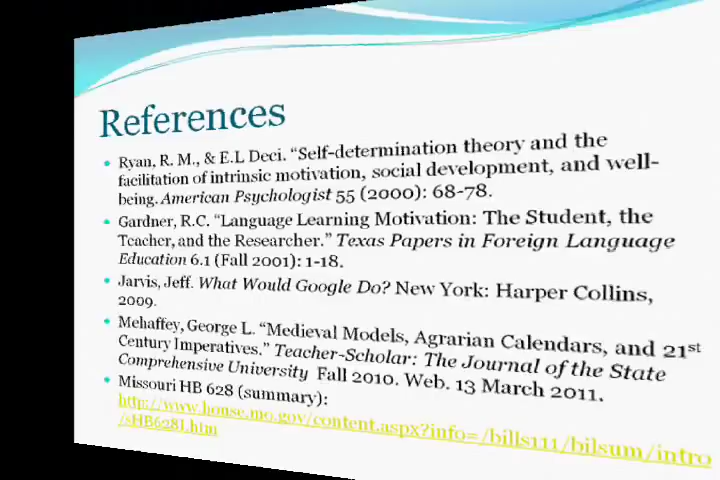 References
Ryan, R. M., & E.L Deci. “Self-determination theory and the
facilitation of intrinsic motivation, social development, and well-
being. American Psychologist 55 (2000): 68-78.
Gardner, R.C. “Language Learning Motivation: The Student, the
Teacher, and the Researcher.” Texas Papers in Foreign Language
Education 6.1 (Fall 2001): 1-18.
Jarvis, Jeff. What Would Google Do? New York: Harper Collins,
2009.
Mehaffey, George L. “Medieval Models, Agrarian Calendars, and 21st
Century Imperatives.” Teacher-Scholar: The Journal of the State
Comprehensive University Fall 2010. Web. 13 March 2011.
Missouri HB 628 (summary):
http://www.house.mo.gov/content.aspx?info=/bills111/bilsum/intro
/sHB628I.htm